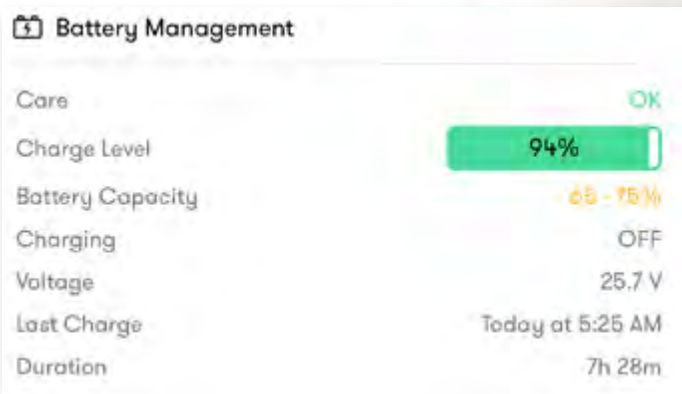 Battery Management
Care OK
Charge Level 94%
Battery Capacity 65 - 75%
Charging OFF
Voltage 25.7 V
Last Charge Today at 5:25 AM
Duration 7h 28m